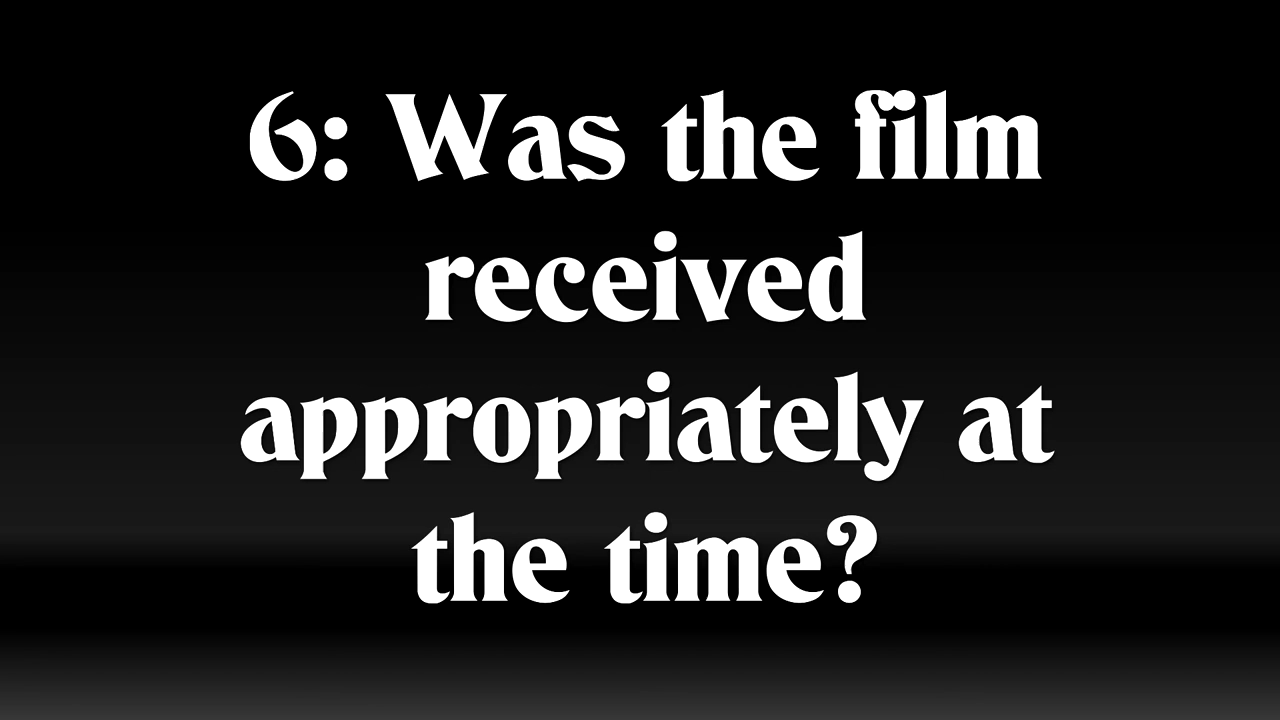 6: Was the film
received
appropriately at
the time?